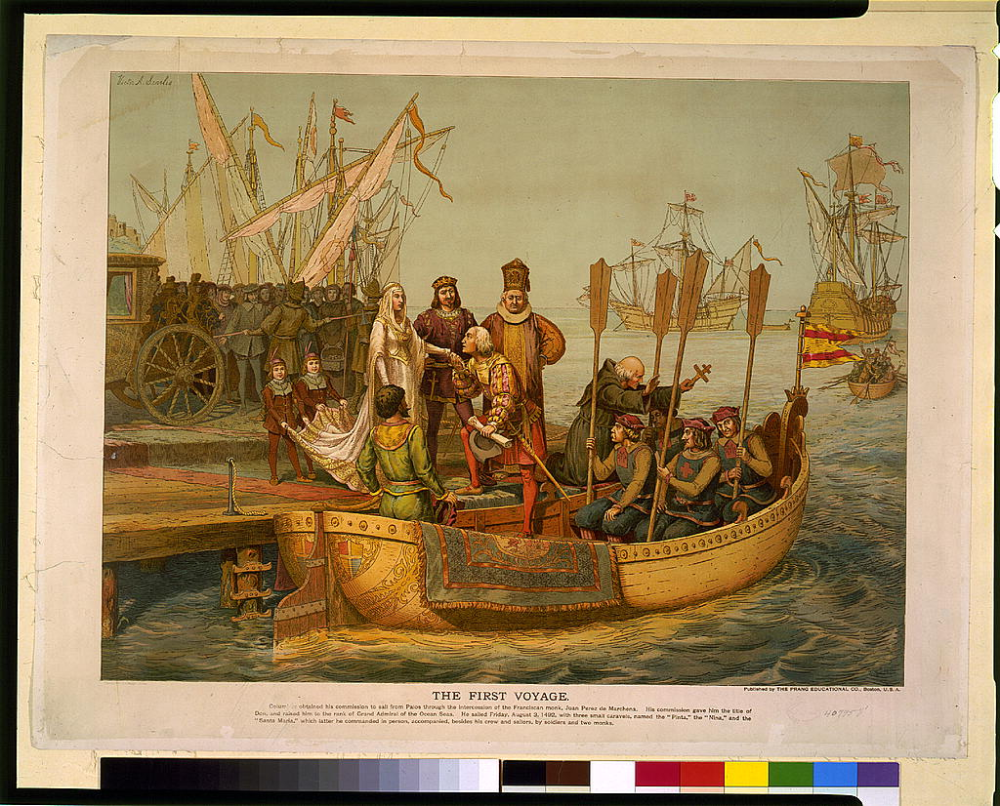 Victor A. Searles
Published by THE PRANG EDUCATIONAL CO., Boston, U.S.A.
THE FIRST VOYAGE.
Columbus obtained his commission to sail from Palos through the intercession of the Franciscan monk, Juan Perez de Marchena. His commission gave him the title of
Don, and raised him to the rank of Grand Admiral of the Ocean Seas. He sailed Friday, August 3, 1492, with three small caravels, named the "Pinta," the "Nina," and the
"Santa Maria," which latter he commanded in person, accompanied, besides his crew and sailors, by soldiers and two monks.